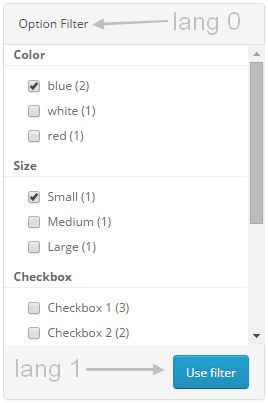 Option Filter lang 0
Color
blue (2)
white (1)
red (1)
Size
Small (1)
Medium (1)
Large (1)
Checkbox
Checkbox 1 (3)
Checkbox 2 (2)
lang 1 Use filter